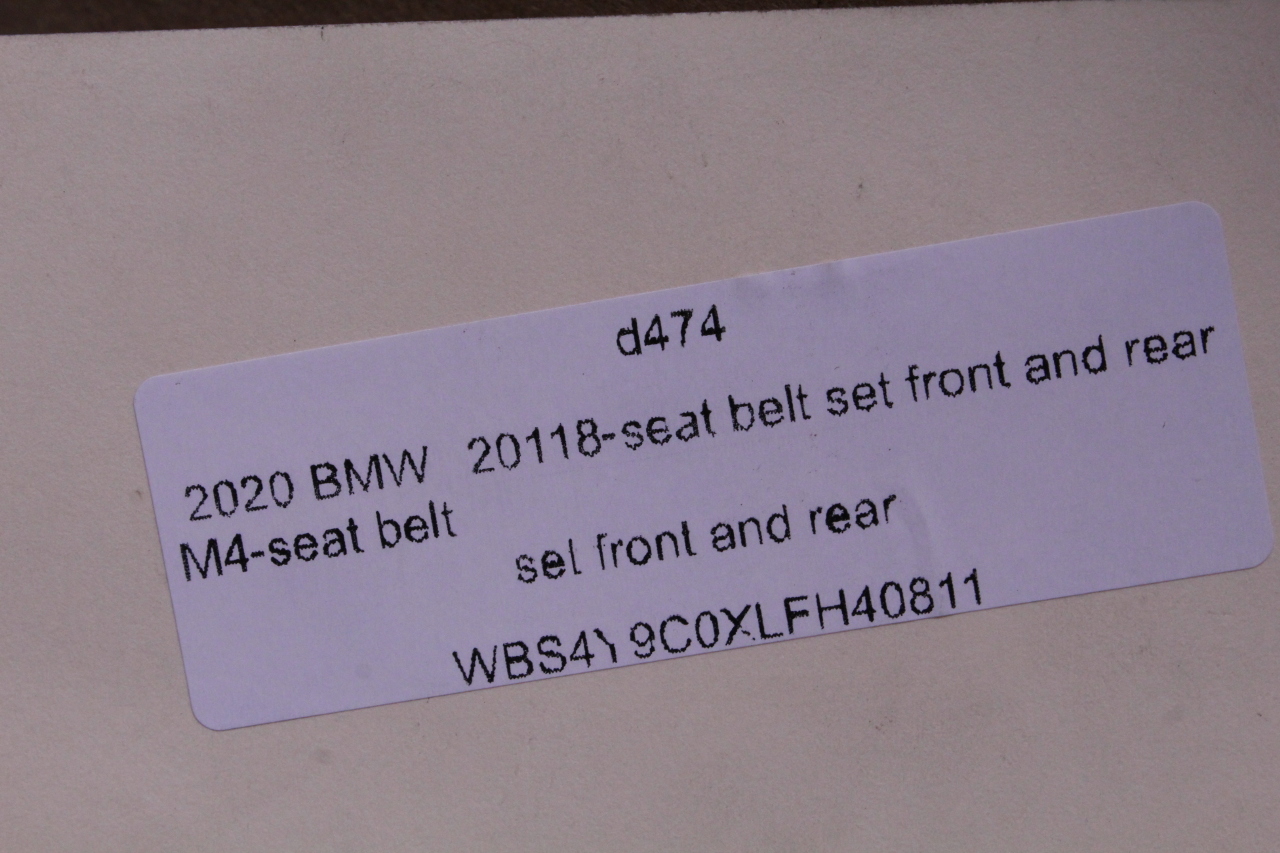 d474
2020 BMW 20118-seat belt set front and rear
M4-seat belt
set front and rear
WBS4Y9C0XLFH40811